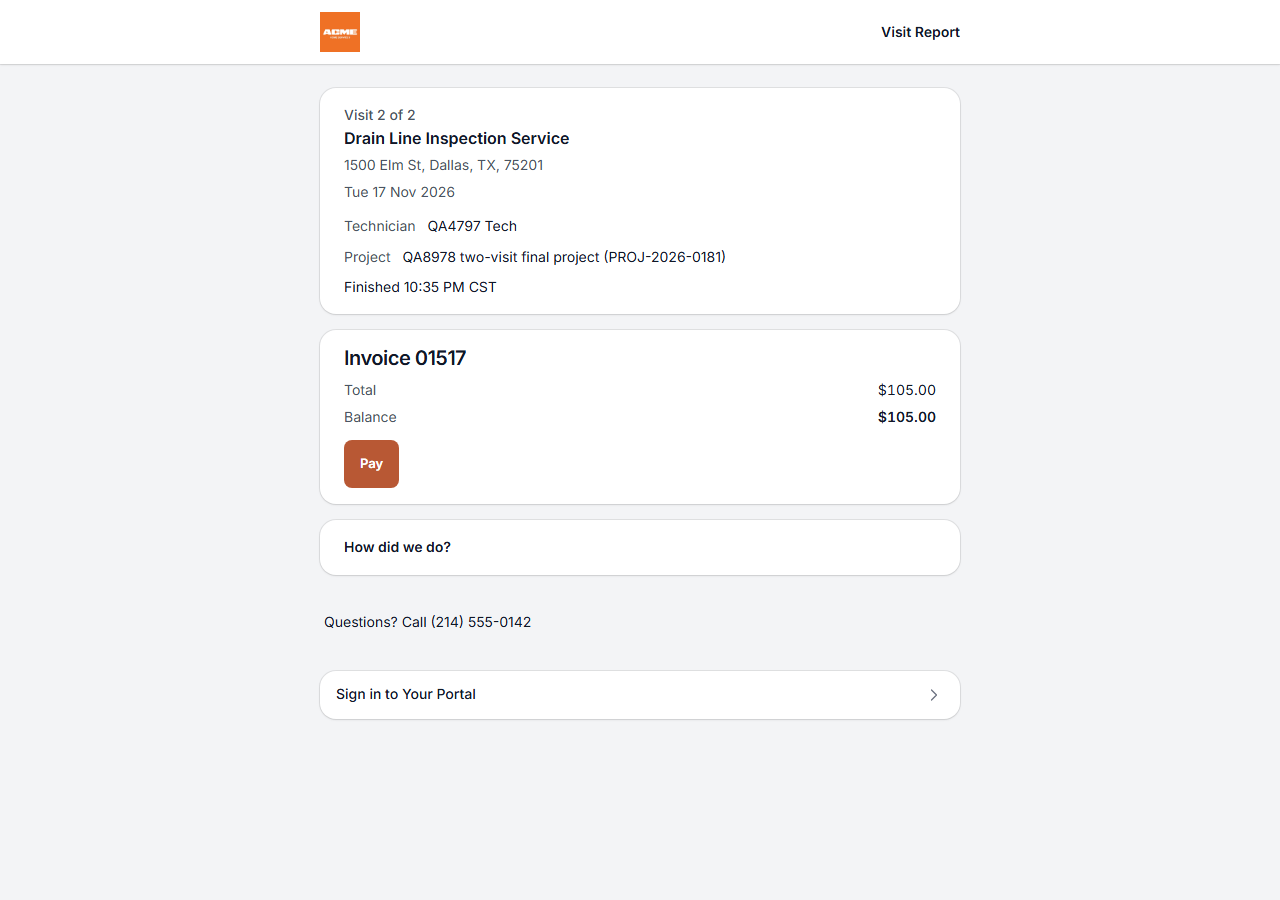 ACME
Visit Report
Visit 2 of 2
Drain Line Inspection Service
1500 Elm St, Dallas, TX, 75201
Tue 17 Nov 2026
Technician QA4797 Tech
Project QA8978 two-visit final project (PROJ-2026-0181)
Finished 10:35 PM CST
Invoice 01517
Total $105.00
Balance $105.00
Pay
How did we do?
Questions? Call (214) 555-0142
Sign in to Your Portal